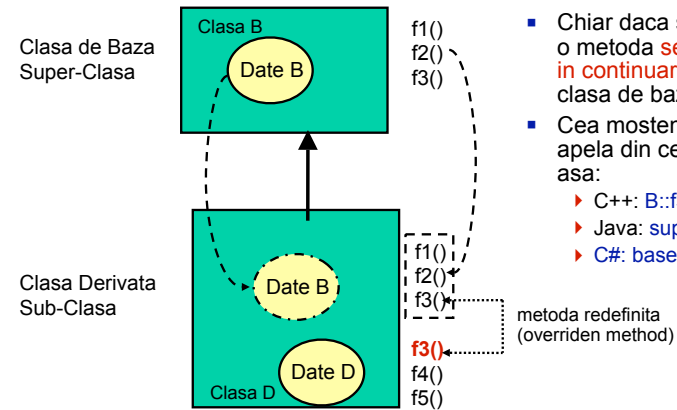 Clasa de Baza
Super-Clasa
Clasa B
Date B
f1()
f2()
f3()
Clasa Derivata
Sub-Clasa
Date B
Date D
Clasa D
f1()
f2()
f3()
f3()
f4()
f5()
metoda redefinita
(overriden method)
Chiar daca
o metoda
in continuar
clasa de baz
Cea mosten
apela din ce
asa:
C++: B::f
Java: sup
C#: base